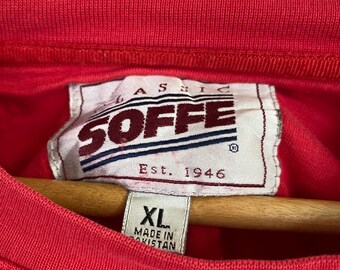 CLASSIC
SOFFE
®
Est. 1946
XL
MADE IN
PAKISTAN